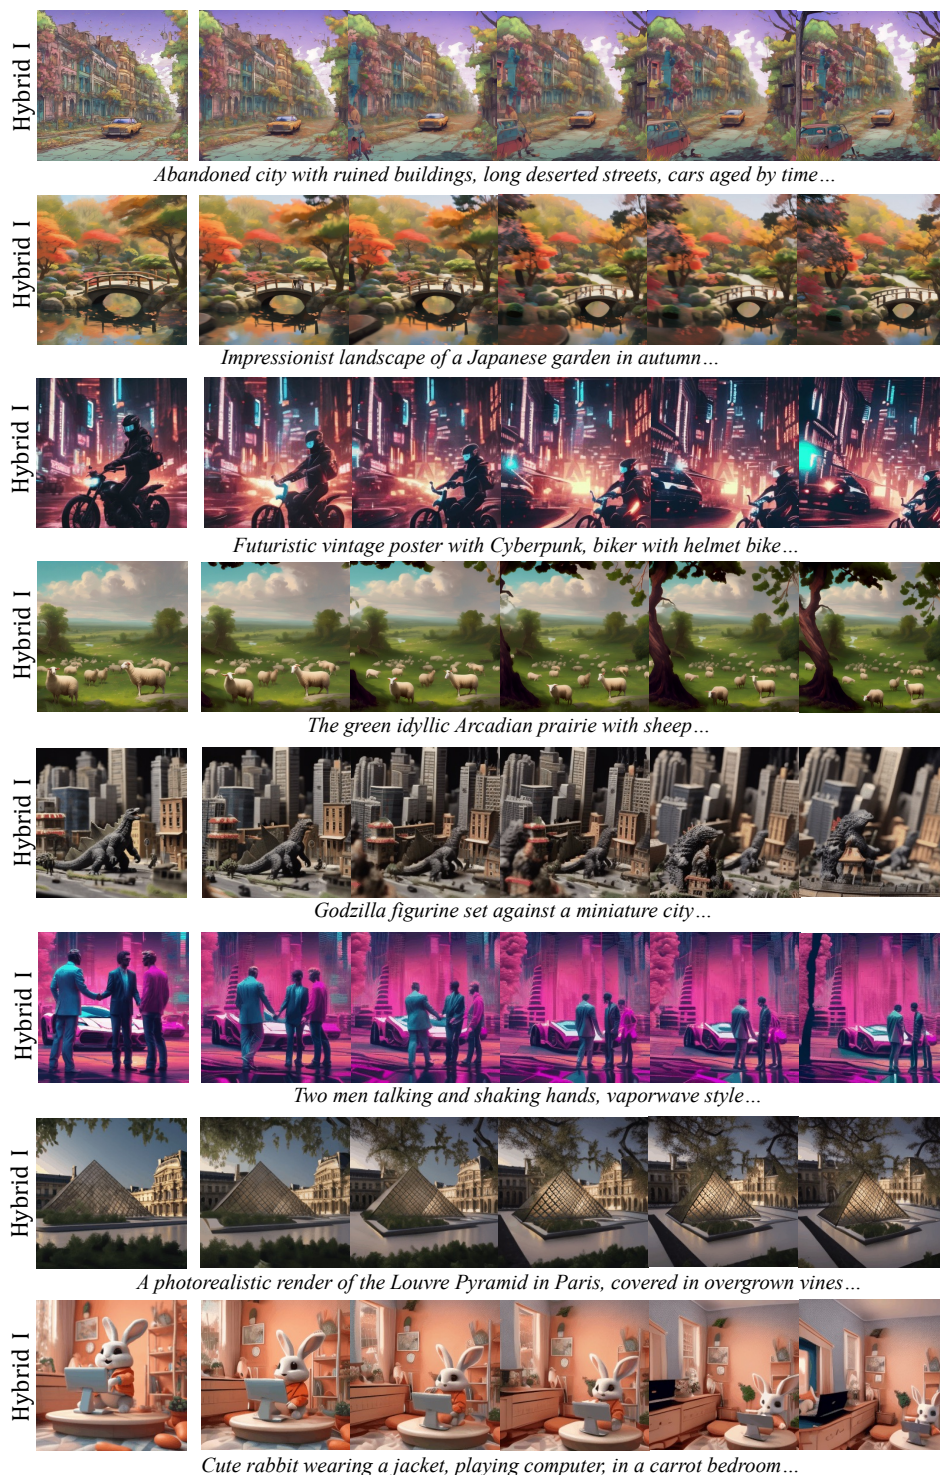 Hybrid I
Abandoned city with ruined buildings, long deserted streets, cars aged by time...
Hybrid I
Impressionist landscape of a Japanese garden in autumn...
Hybrid I
Futuristic vintage poster with Cyberpunk, biker with helmet bike...
Hybrid I
The green idyllic Arcadian prairie with sheep...
Hybrid I
Godzilla figurine set against a miniature city...
Hybrid I
Two men talking and shaking hands, vaporwave style...
Hybrid I
A photorealistic render of the Louvre Pyramid in Paris, covered in overgrown vines...
Hybrid I
Cute rabbit wearing a jacket, playing computer, in a carrot bedroom...